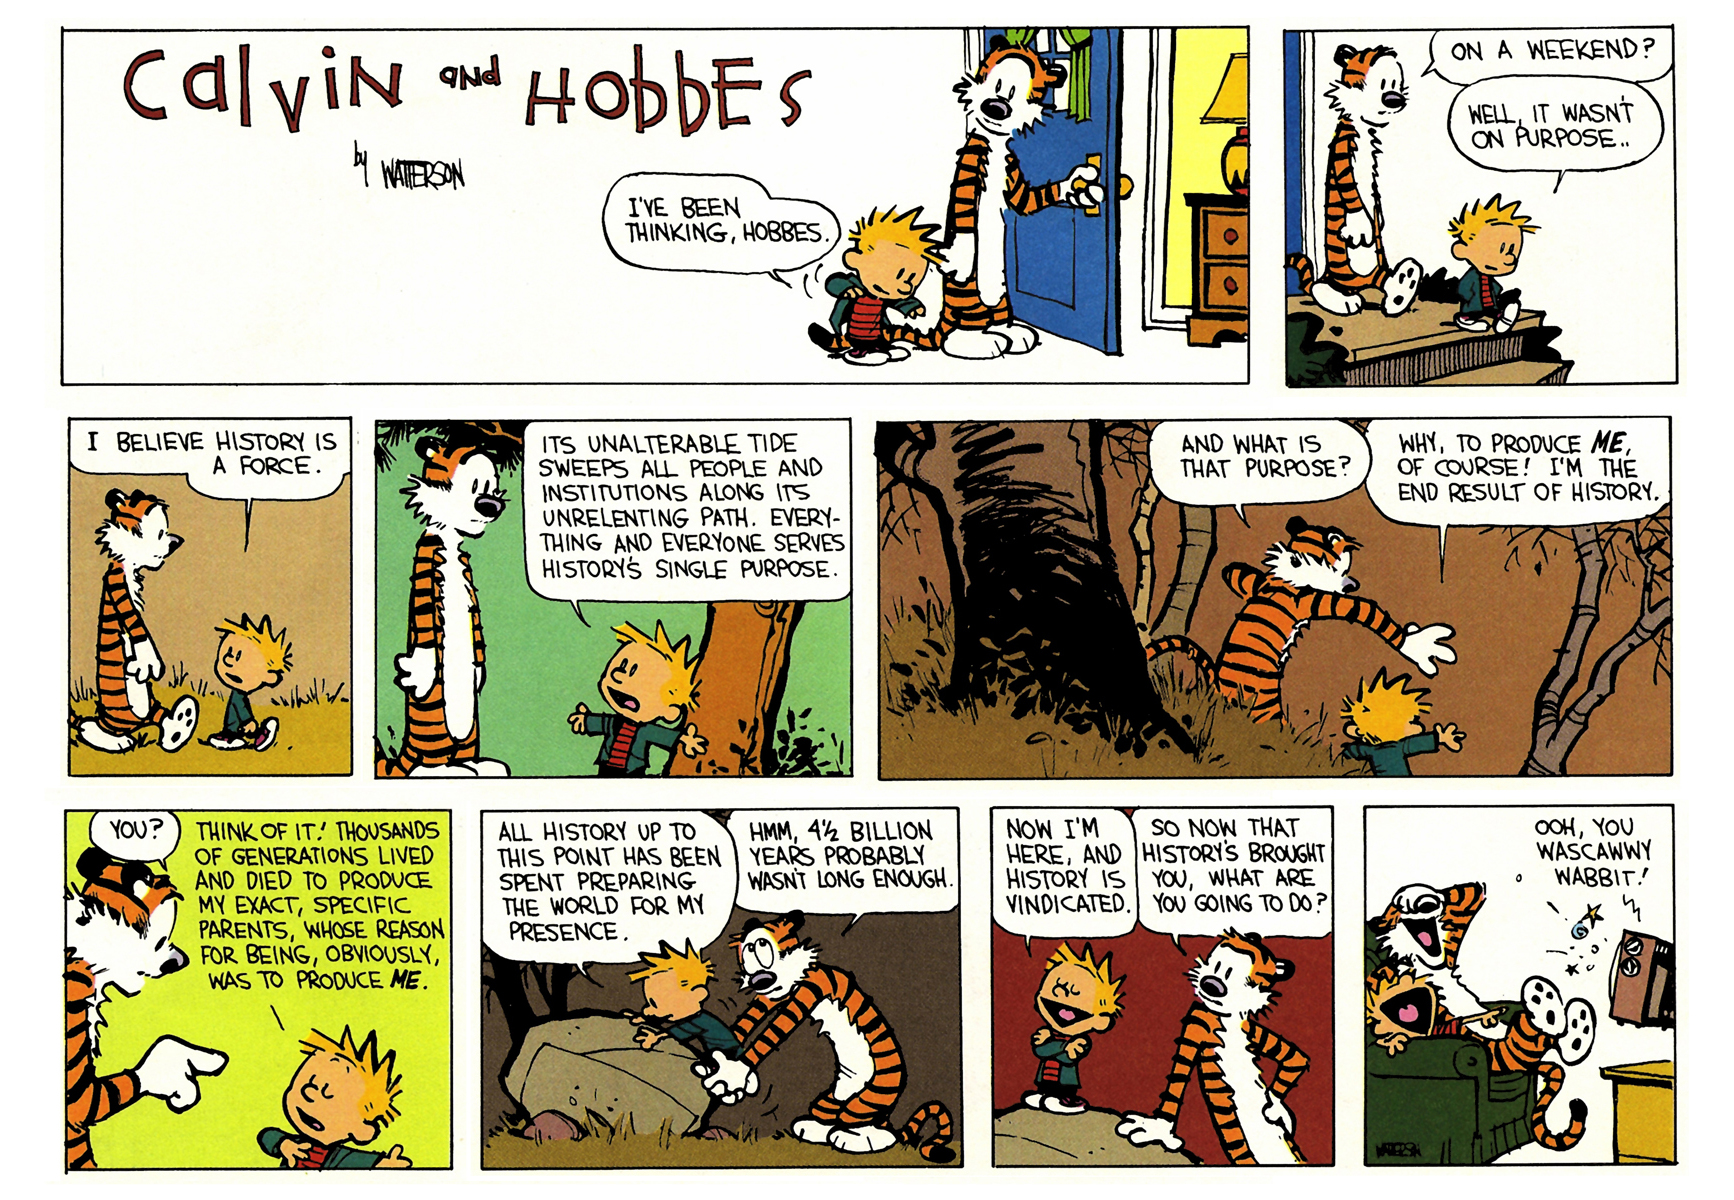 Calvin and Hobbes
by WATTERSON
I'VE BEEN
THINKING, HOBBES.
ON A WEEKEND?
WELL, IT WASN'T
ON PURPOSE..
I BELIEVE HISTORY IS
A FORCE.
ITS UNALTERABLE TIDE
SWEEPS ALL PEOPLE AND
INSTITUTIONS ALONG ITS
UNRELENTING PATH. EVERY-
THING AND EVERYONE SERVES
HISTORY'S SINGLE PURPOSE.
AND WHAT IS
THAT PURPOSE?
WHY, TO PRODUCE ME,
OF COURSE! I'M THE
END RESULT OF HISTORY.
YOU?
THINK OF IT! THOUSANDS
OF GENERATIONS LIVED
AND DIED TO PRODUCE
MY EXACT, SPECIFIC
PARENTS, WHOSE REASON
FOR BEING, OBVIOUSLY,
WAS TO PRODUCE ME.
ALL HISTORY UP TO
THIS POINT HAS BEEN
SPENT PREPARING
THE WORLD FOR MY
PRESENCE.
HMM, 4½ BILLION
YEARS PROBABLY
WASN'T LONG ENOUGH.
NOW I'M
HERE, AND
HISTORY IS
VINDICATED.
SO NOW THAT
HISTORY'S BROUGHT
YOU, WHAT ARE
YOU GOING TO DO?
OOH, YOU
WASCAWWY
WABBIT!
WATTERSON